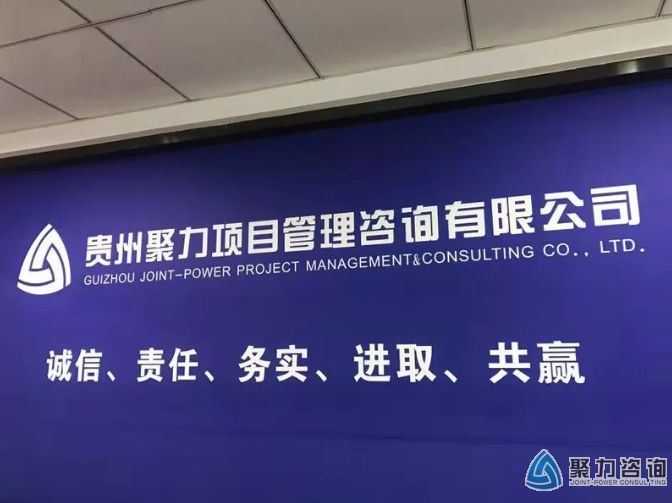 贵州聚力项目管理咨询有限公司
GUIZHOU JOINT-POWER PROJECT MANAGEMENT&CONSULTING CO., LTD.
诚信、责任、务实、进取、共赢
聚力咨询
JOINT-POWER CONSULTING